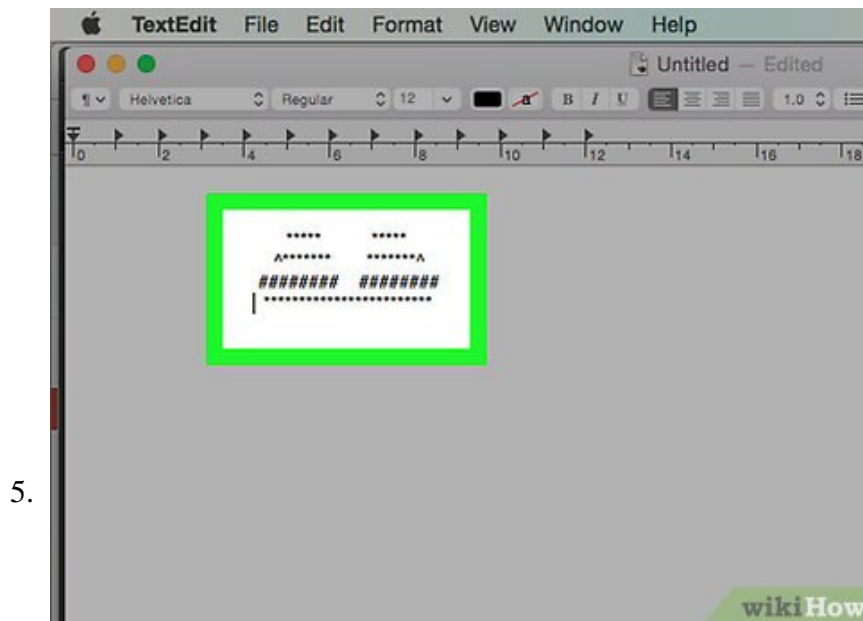 TextEdit File Edit Format View Window Help
Untitled — Edited
¶ Helvetica Regular 12 a B I U 1.0
0 2 4 6 8 10 12 14 16 18
***** *****
^******* *******^
######## ########
************************
5.
wikiHow